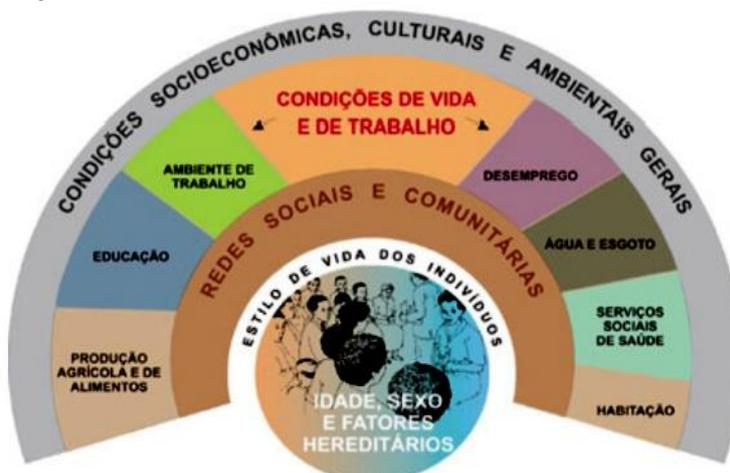 CONDIÇÕES SOCIOECONÔMICAS, CULTURAIS E AMBIENTAIS GERAIS
CONDIÇÕES DE VIDA
E DE TRABALHO
AMBIENTE DE
TRABALHO
DESEMPREGO
REDES SOCIAIS E COMUNITÁRIAS
EDUCAÇÃO
ÁGUA E ESGOTO
ESTILO DE VIDA DOS INDIVÍDUOS
SERVIÇOS
SOCIAIS
DE SAÚDE
PRODUÇÃO
AGRÍCOLA E DE
ALIMENTOS
HABITAÇÃO
IDADE, SEXO
E FATORES
HEREDITÁRIOS